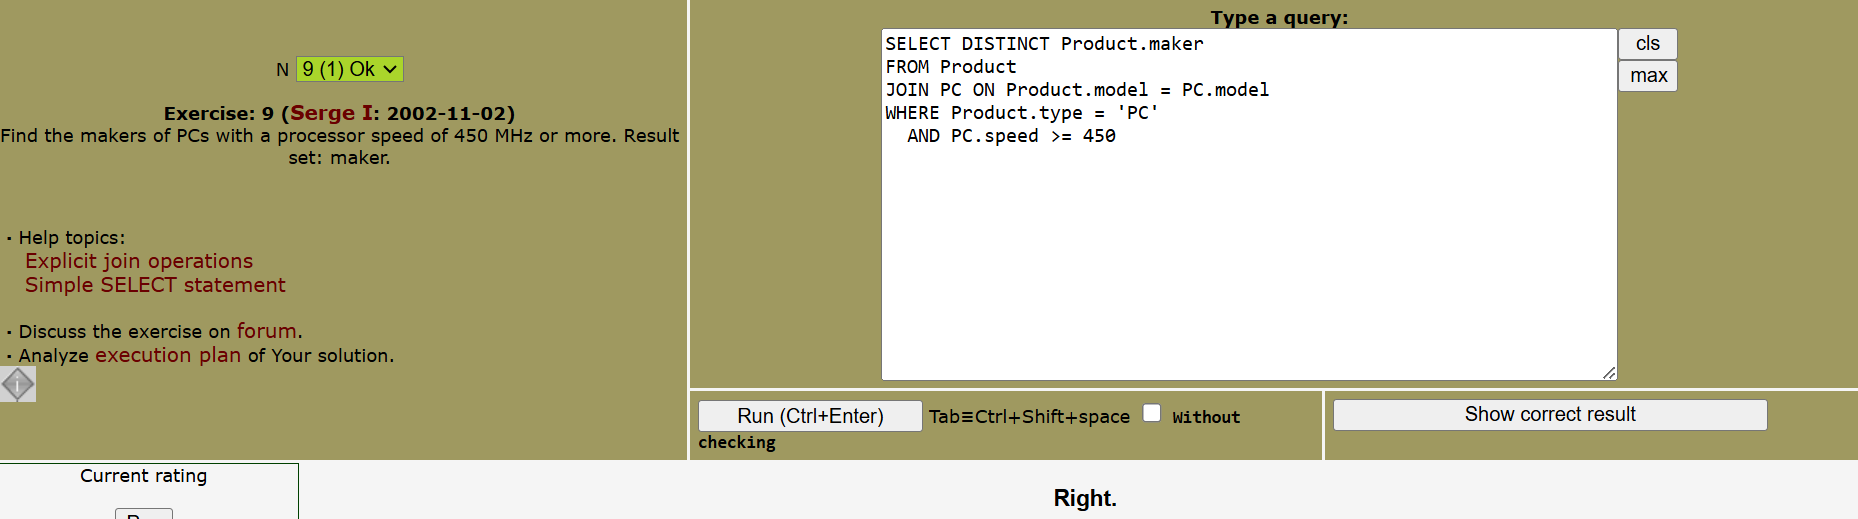 N 9 (1) Ok
Exercise: 9 (Serge I: 2002-11-02)
Find the makers of PCs with a processor speed of 450 MHz or more. Result
set: maker.
· Help topics:
Explicit join operations
Simple SELECT statement
· Discuss the exercise on forum.
· Analyze execution plan of Your solution.
i
Type a query:
SELECT DISTINCT Product.maker
FROM Product
JOIN PC ON Product.model = PC.model
WHERE Product.type = 'PC'
  AND PC.speed >= 450
cls
max
Run (Ctrl+Enter) Tab≡Ctrl+Shift+space Without
checking
Show correct result
Current rating
Right.